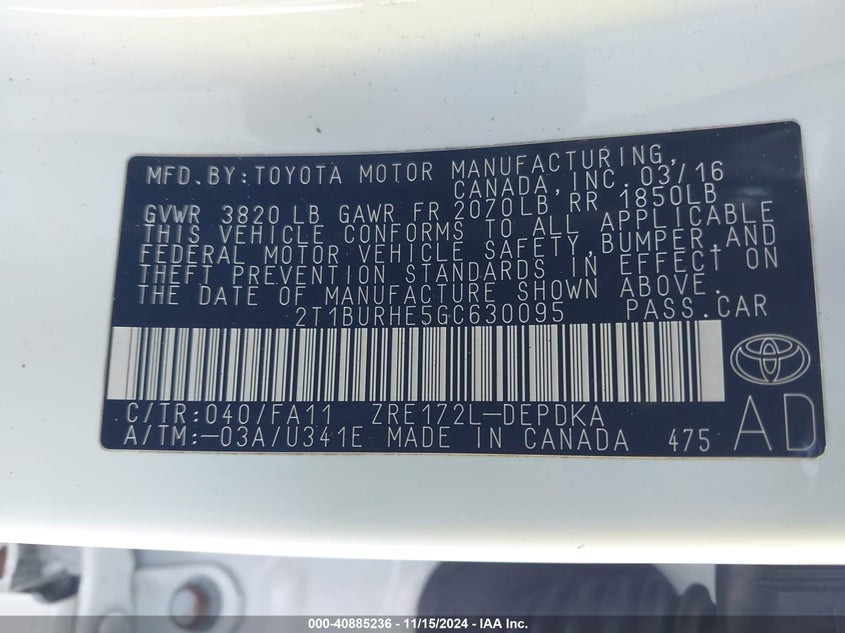 MFD.BY:TOYOTA MOTOR MANUFACTURING,
CANADA, INC. 03/16
GVWR 3820 LB GAWR FR 2070LB RR 1850LB
THIS VEHICLE CONFORMS TO ALL APPLICABLE
FEDERAL MOTOR VEHICLE SAFETY, BUMPER, AND
THEFT PREVENTION STANDARDS IN EFFECT ON
THE DATE OF MANUFACTURE SHOWN ABOVE.
2T1BURHE5GC630095 PASS.CAR
C/TR:040/FA11 ZRE172L-DEPDKA
A/TM:-03A/U341E MADE IN CANADA 475
AD
000-40885236 - 11/15/2024 - IAA Inc.